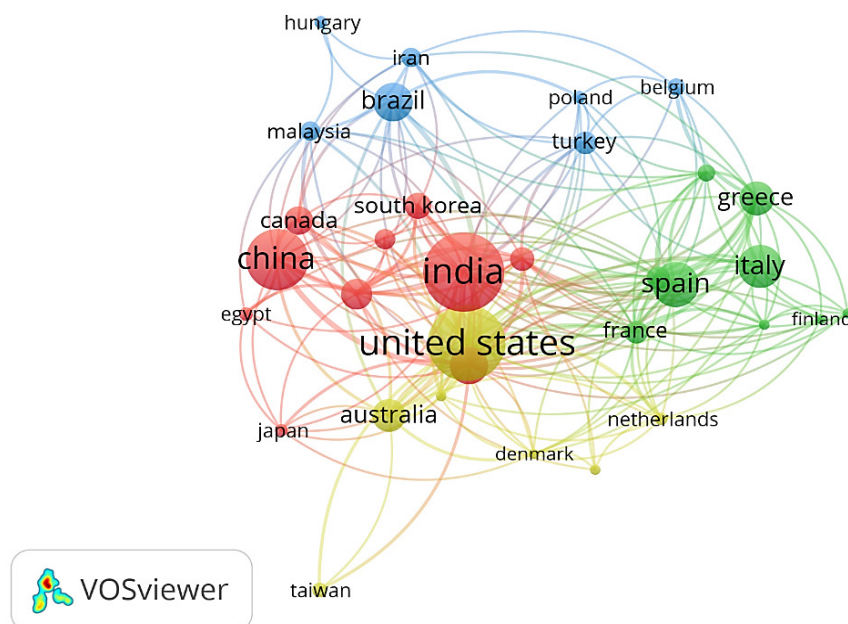 hungary
iran
belgium
brazil
poland
malaysia
turkey
greece
south korea
canada
china
india
italy
spain
egypt
finland
france
united states
australia
netherlands
japan
denmark
taiwan
VOSviewer